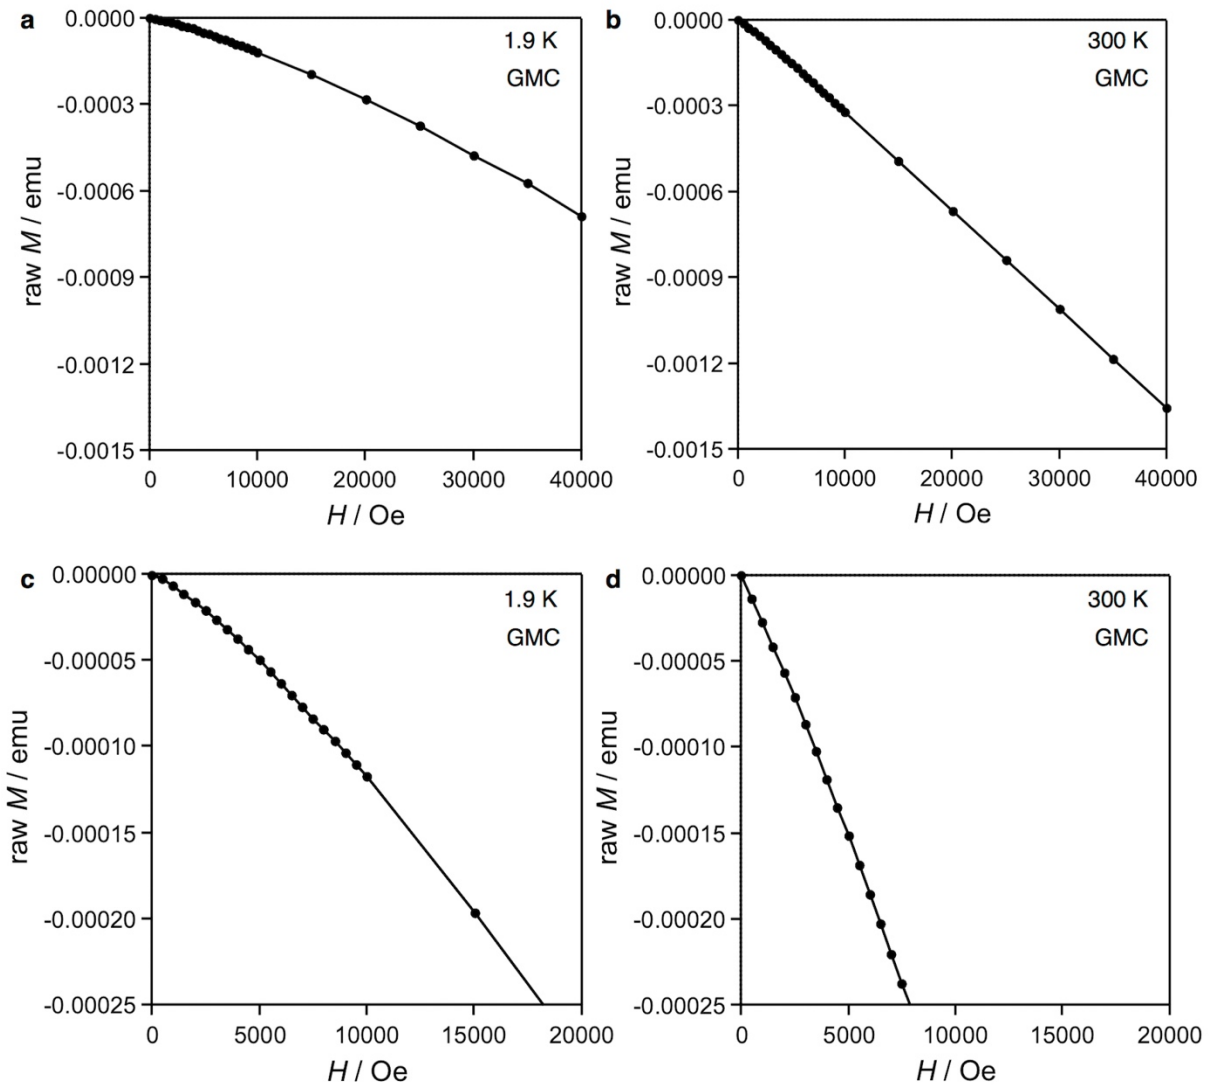 a
1.9 K
GMC
0.0000
-0.0003
-0.0006
-0.0009
-0.0012
-0.0015
raw M / emu
0 10000 20000 30000 40000
H / Oe
b
300 K
GMC
0.0000
-0.0003
-0.0006
-0.0009
-0.0012
-0.0015
raw M / emu
0 10000 20000 30000 40000
H / Oe
c
1.9 K
GMC
0.00000
-0.00005
-0.00010
-0.00015
-0.00020
-0.00025
raw M / emu
0 5000 10000 15000 20000
H / Oe
d
300 K
GMC
0.00000
-0.00005
-0.00010
-0.00015
-0.00020
-0.00025
raw M / emu
0 5000 10000 15000 20000
H / Oe